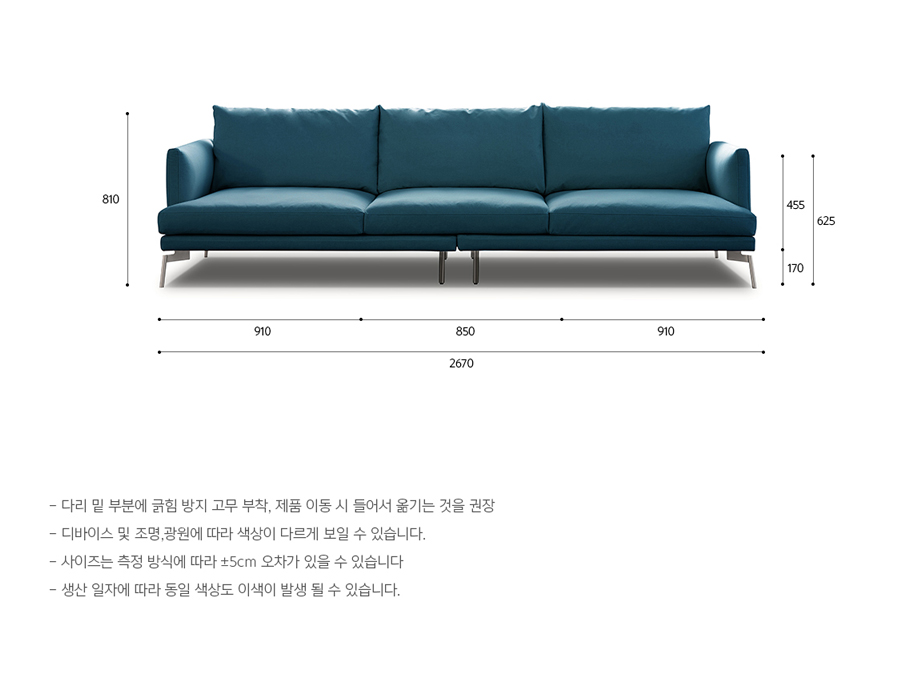 810
455
625
170
910
850
910
2670
– 다리 밑 부분에 긁힘 방지 고무 부착, 제품 이동 시 들어서 옮기는 것을 권장
– 디바이스 및 조명,광원에 따라 색상이 다르게 보일 수 있습니다.
– 사이즈는 측정 방식에 따라 ±5cm 오차가 있을 수 있습니다
– 생산 일자에 따라 동일 색상도 이색이 발생 될 수 있습니다.